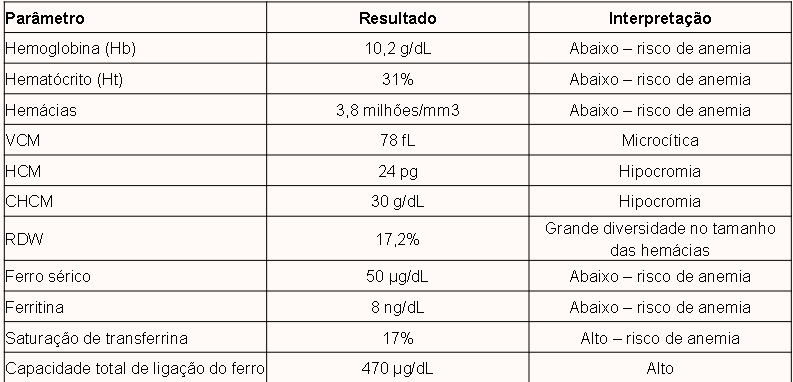 Parâmetro Resultado Interpretação
Hemoglobina (Hb) 10,2 g/dL Abaixo – risco de anemia
Hematócrito (Ht) 31% Abaixo – risco de anemia
Hemácias 3,8 milhões/mm3 Abaixo – risco de anemia
VCM 78 fL Microcítica
HCM 24 pg Hipocromia
CHCM 30 g/dL Hipocromia
RDW 17,2% Grande diversidade no tamanho
das hemácias
Ferro sérico 50 µg/dL Abaixo – risco de anemia
Ferritina 8 ng/dL Abaixo – risco de anemia
Saturação de transferrina 17% Alto – risco de anemia
Capacidade total de ligação do ferro 470 µg/dL Alto